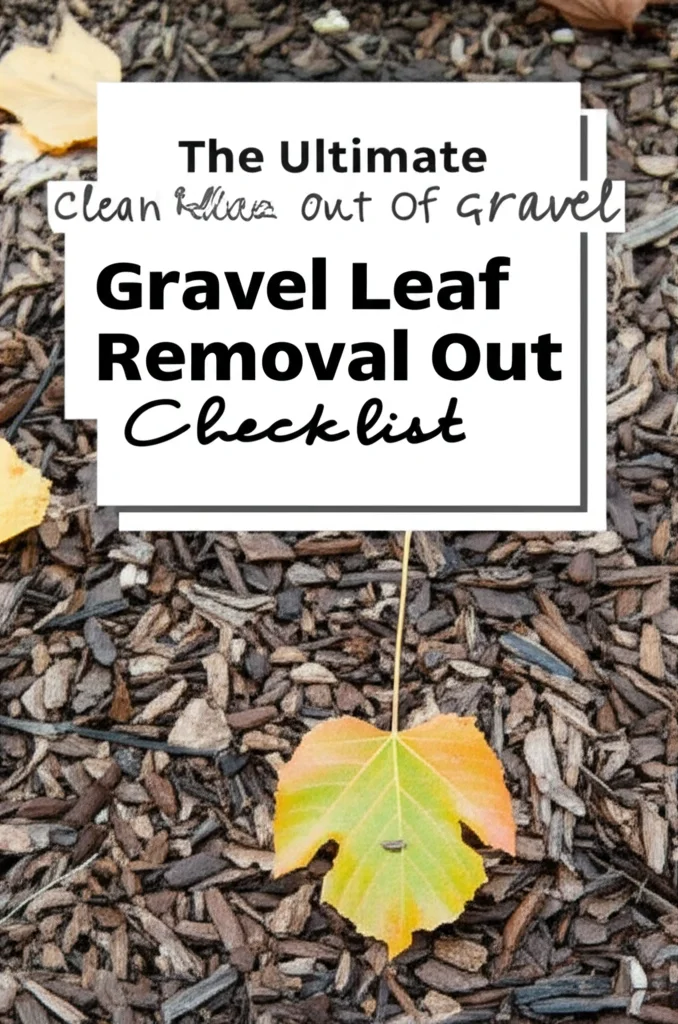 The Ultimate
Clean out of Gravel
Gravel Leaf
Removal Out
Checklist